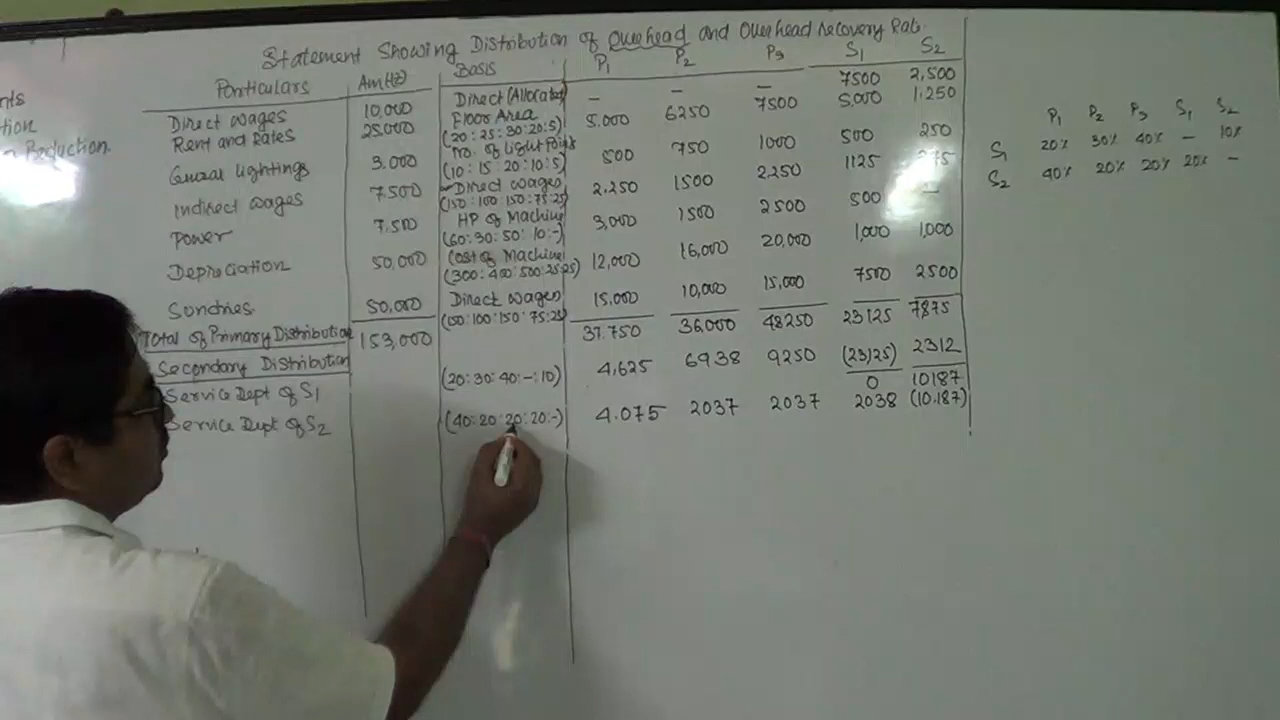 Statement Showing Distribution of Overhead and Overhead recovery Rate
Particulars Am(₹) Basis P1 P2 P3 S1 S2
Direct wages 10,000 Direct (Allocated) – – – 7500 2,500
Rent and Rates 25.000 Floor Area (20:25:30:20:5) 5.000 6250 7500 5,000 1.250
General lightings 3.000 No. of Light Points (10:15:20:10:5) 500 750 1000 500 250
Indirect wages 7.500 Direct wages (150:100:150:75:25) 2.250 1500 2.250 1125 375
Power 7.500 HP of Machine (60:30:50:10:-) 3,000 1500 2500 500 –
Depreciation 50,000 Cost of Machine (300:400:500:25:25) 12,000 16,000 20,000 1,000 1,000
Sundries 50,000 Direct wages (150:100:150:75:25) 15.000 10,000 15,000 7500 2500
Total of Primary Distribution 153,000 37.750 36,000 48250 23125 7875
Secondary Distribution
Service Dept of S1 (20:30:40:-:10) 4,625 6938 9250 (23125) 2312
0 10187
Service Dept of S2 (40:20:20:20:-) 4.075 2037 2037 2038 (10.187)
nts
tion
Production.
P1 P2 P3 S1 S2
S1 20% 30% 40% – 10%
S2 40% 20% 20% 20% –